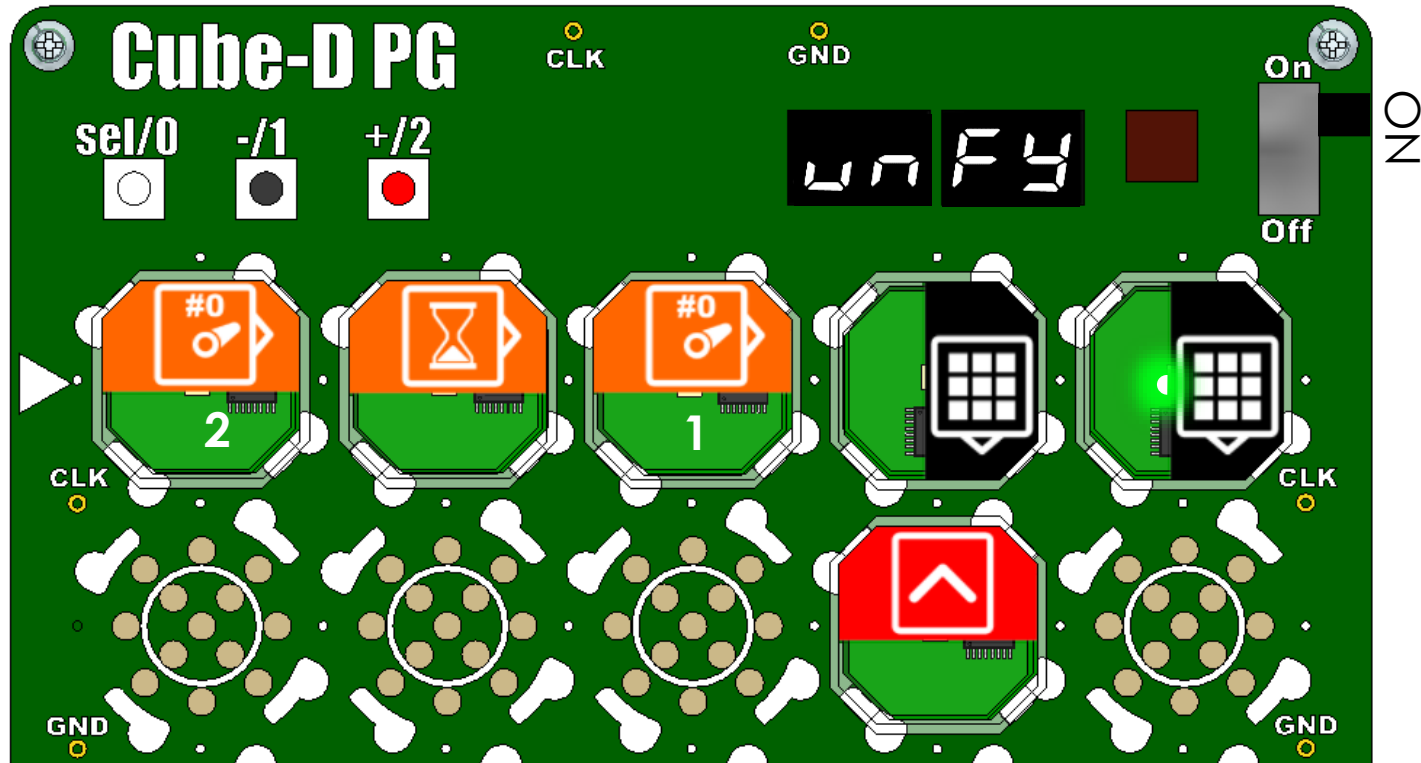 Cube-D PG
CLK
GND
On
sel/0
-/1
+/2
unFy
ON
Off
#0
#0
2
1
CLK
CLK
GND
GND